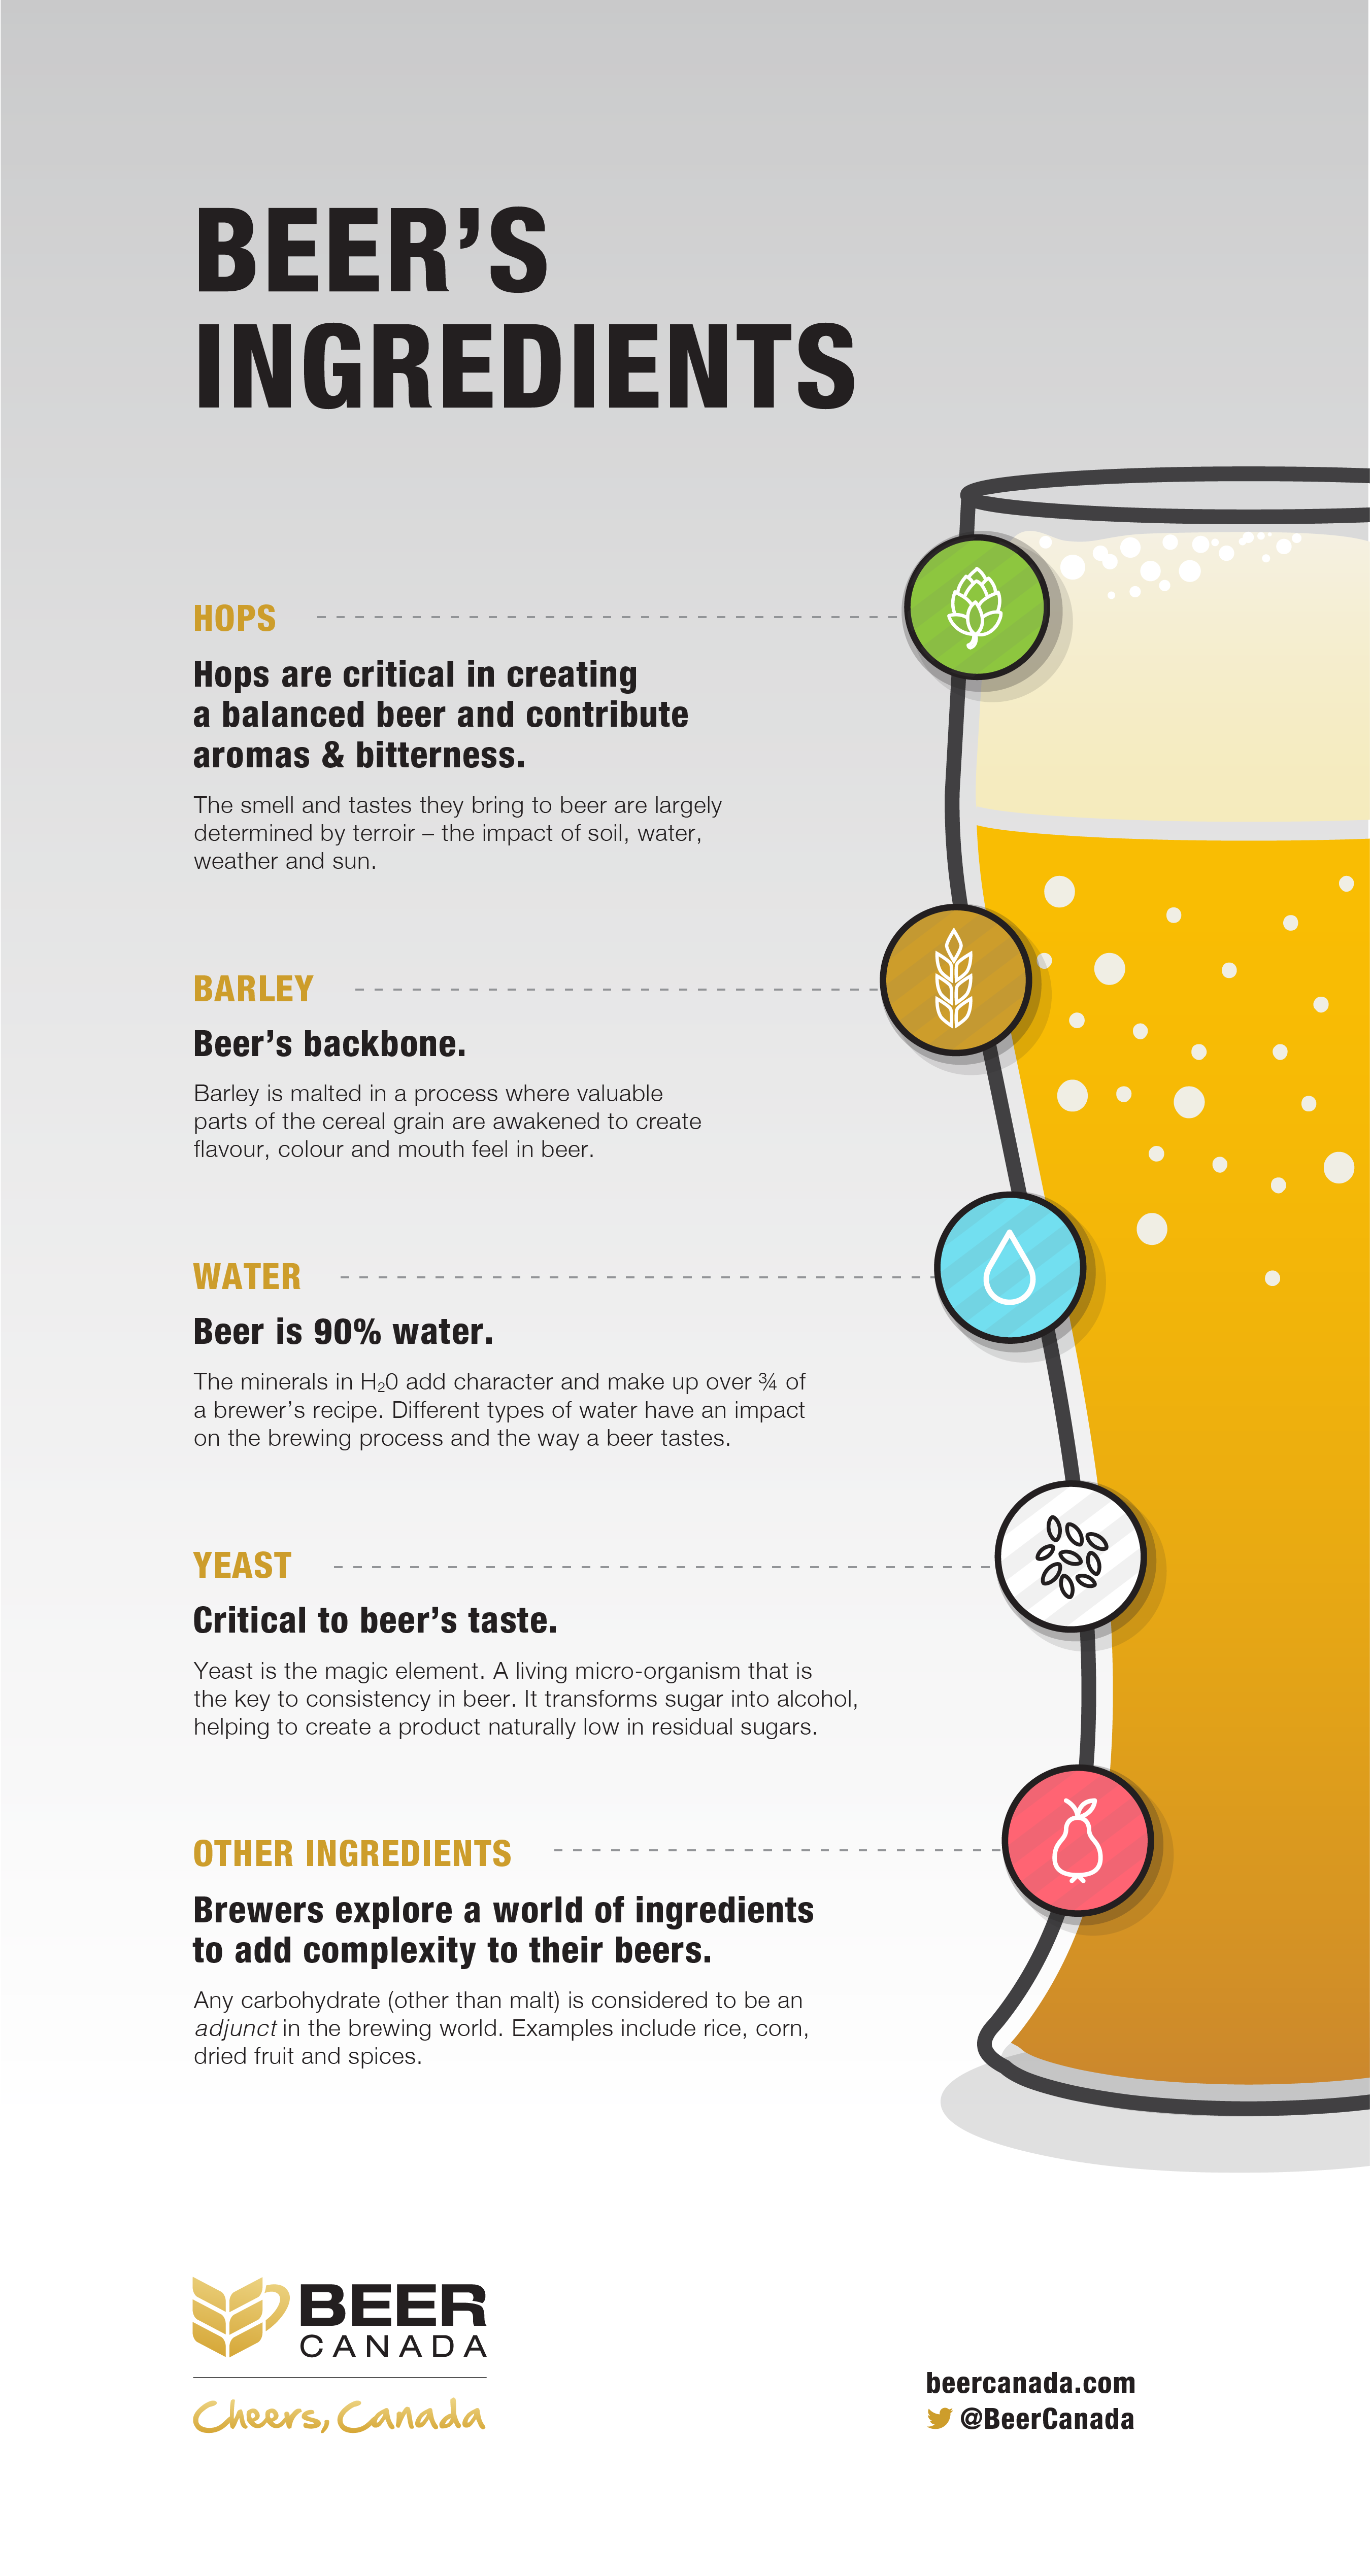 BEER’S
INGREDIENTS
HOPS
Hops are critical in creating
a balanced beer and contribute
aromas & bitterness.
The smell and tastes they bring to beer are largely
determined by terroir – the impact of soil, water,
weather and sun.
BARLEY
Beer’s backbone.
Barley is malted in a process where valuable
parts of the cereal grain are awakened to create
flavour, colour and mouth feel in beer.
WATER
Beer is 90% water.
The minerals in H₂0 add character and make up over ¾ of
a brewer’s recipe. Different types of water have an impact
on the brewing process and the way a beer tastes.
YEAST
Critical to beer’s taste.
Yeast is the magic element. A living micro-organism that is
the key to consistency in beer. It transforms sugar into alcohol,
helping to create a product naturally low in residual sugars.
OTHER INGREDIENTS
Brewers explore a world of ingredients
to add complexity to their beers.
Any carbohydrate (other than malt) is considered to be an
adjunct in the brewing world. Examples include rice, corn,
dried fruit and spices.
BEER
CANADA
Cheers, Canada
beercanada.com
@BeerCanada